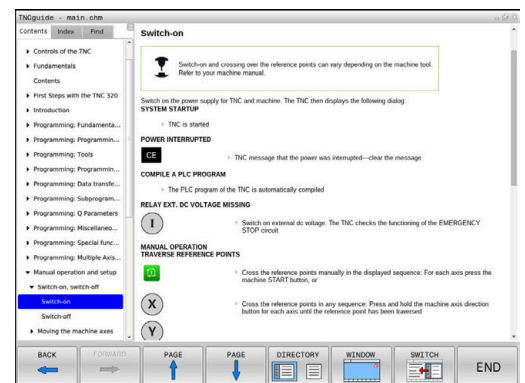 TNCguide - main.chm
Contents Index Find
Controls of the TNC
Fundamentals
Contents
First Steps with the TNC 320
Introduction
Programming: Fundamenta...
Programming: Programmin...
Programming: Tools
Programming: Programmin...
Programming: Data transfe...
Programming: Subprogram...
Programming: Q Parameters
Programming: Miscellaneo...
Programming: Special func...
Programming: Multiple Axis...
Manual operation and setup
Switch-on, switch-off
Switch-on
Switch-off
Moving the machine axes
Switch-on
Switch-on and crossing over the reference points can vary depending on the machine tool.
Refer to your machine manual.
Switch on the power supply for TNC and machine. The TNC then displays the following dialog:
SYSTEM STARTUP
TNC is started
POWER INTERRUPTED
CE
TNC message that the power was interrupted—clear the message
COMPILE A PLC PROGRAM
The PLC program of the TNC is automatically compiled
RELAY EXT. DC VOLTAGE MISSING
I
Switch on external dc voltage. The TNC checks the functioning of the EMERGENCY
STOP circuit
MANUAL OPERATION
TRAVERSE REFERENCE POINTS
Cross the reference points manually in the displayed sequence: For each axis press the
machine START button, or
X
Cross the reference points in any sequence: Press and hold the machine axis direction
button for each axis until the reference point has been traversed
Y
BACK
FORWARD
PAGE
PAGE
DIRECTORY
WINDOW
SWITCH
END